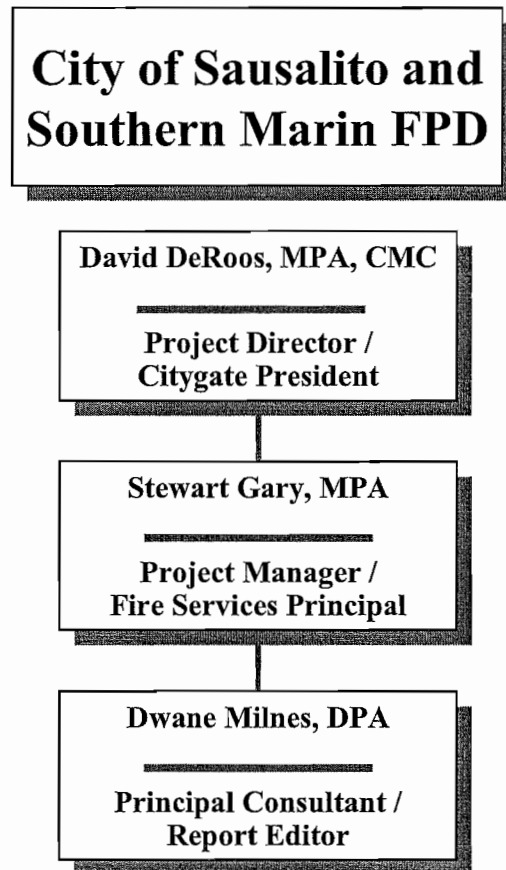 City of Sausalito and
Southern Marin FPD
David DeRoos, MPA, CMC
Project Director /
Citygate President
Stewart Gary, MPA
Project Manager /
Fire Services Principal
Dwane Milnes, DPA
Principal Consultant /
Report Editor